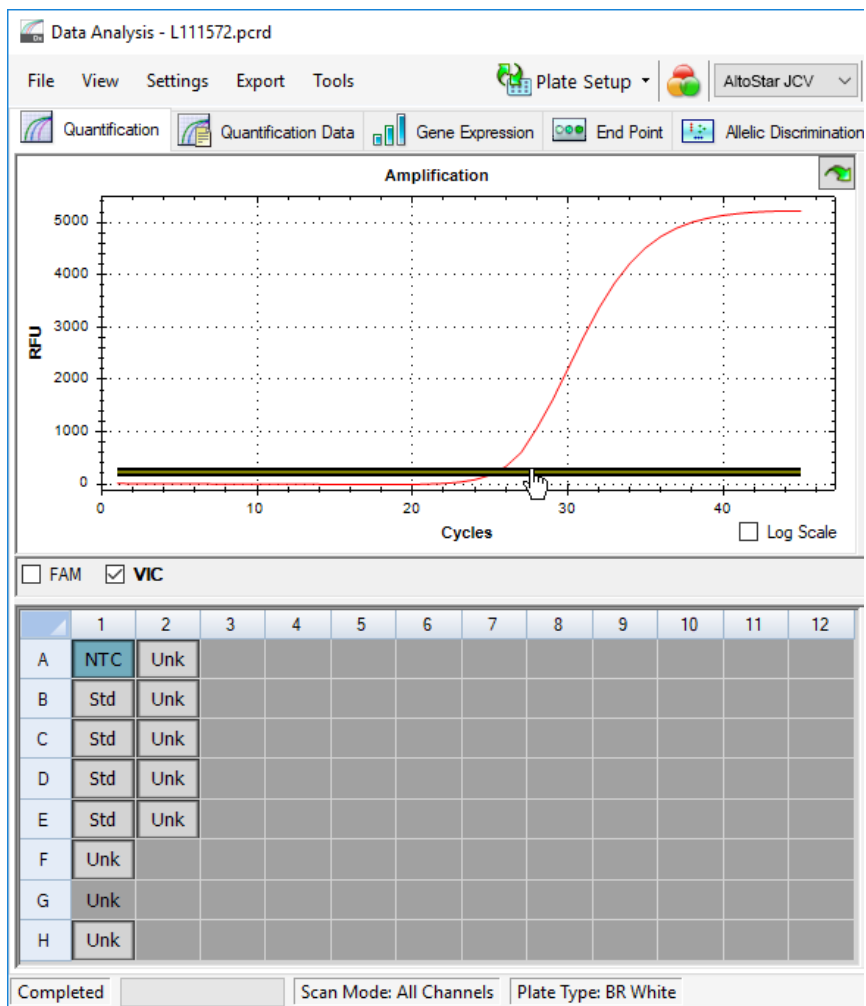 Data Analysis - L111572.pcrd
File View Settings Export Tools Plate Setup AltoStar JCV
Quantification Quantification Data Gene Expression End Point Allelic Discrimination
Amplification
5000
4000
3000
2000
1000
0
RFU
0 10 20 30 40
Cycles
Log Scale
FAM VIC
1 2 3 4 5 6 7 8 9 10 11 12
A NTC Unk
B Std Unk
C Std Unk
D Std Unk
E Std Unk
F Unk
G Unk
H Unk
Completed Scan Mode: All Channels Plate Type: BR White